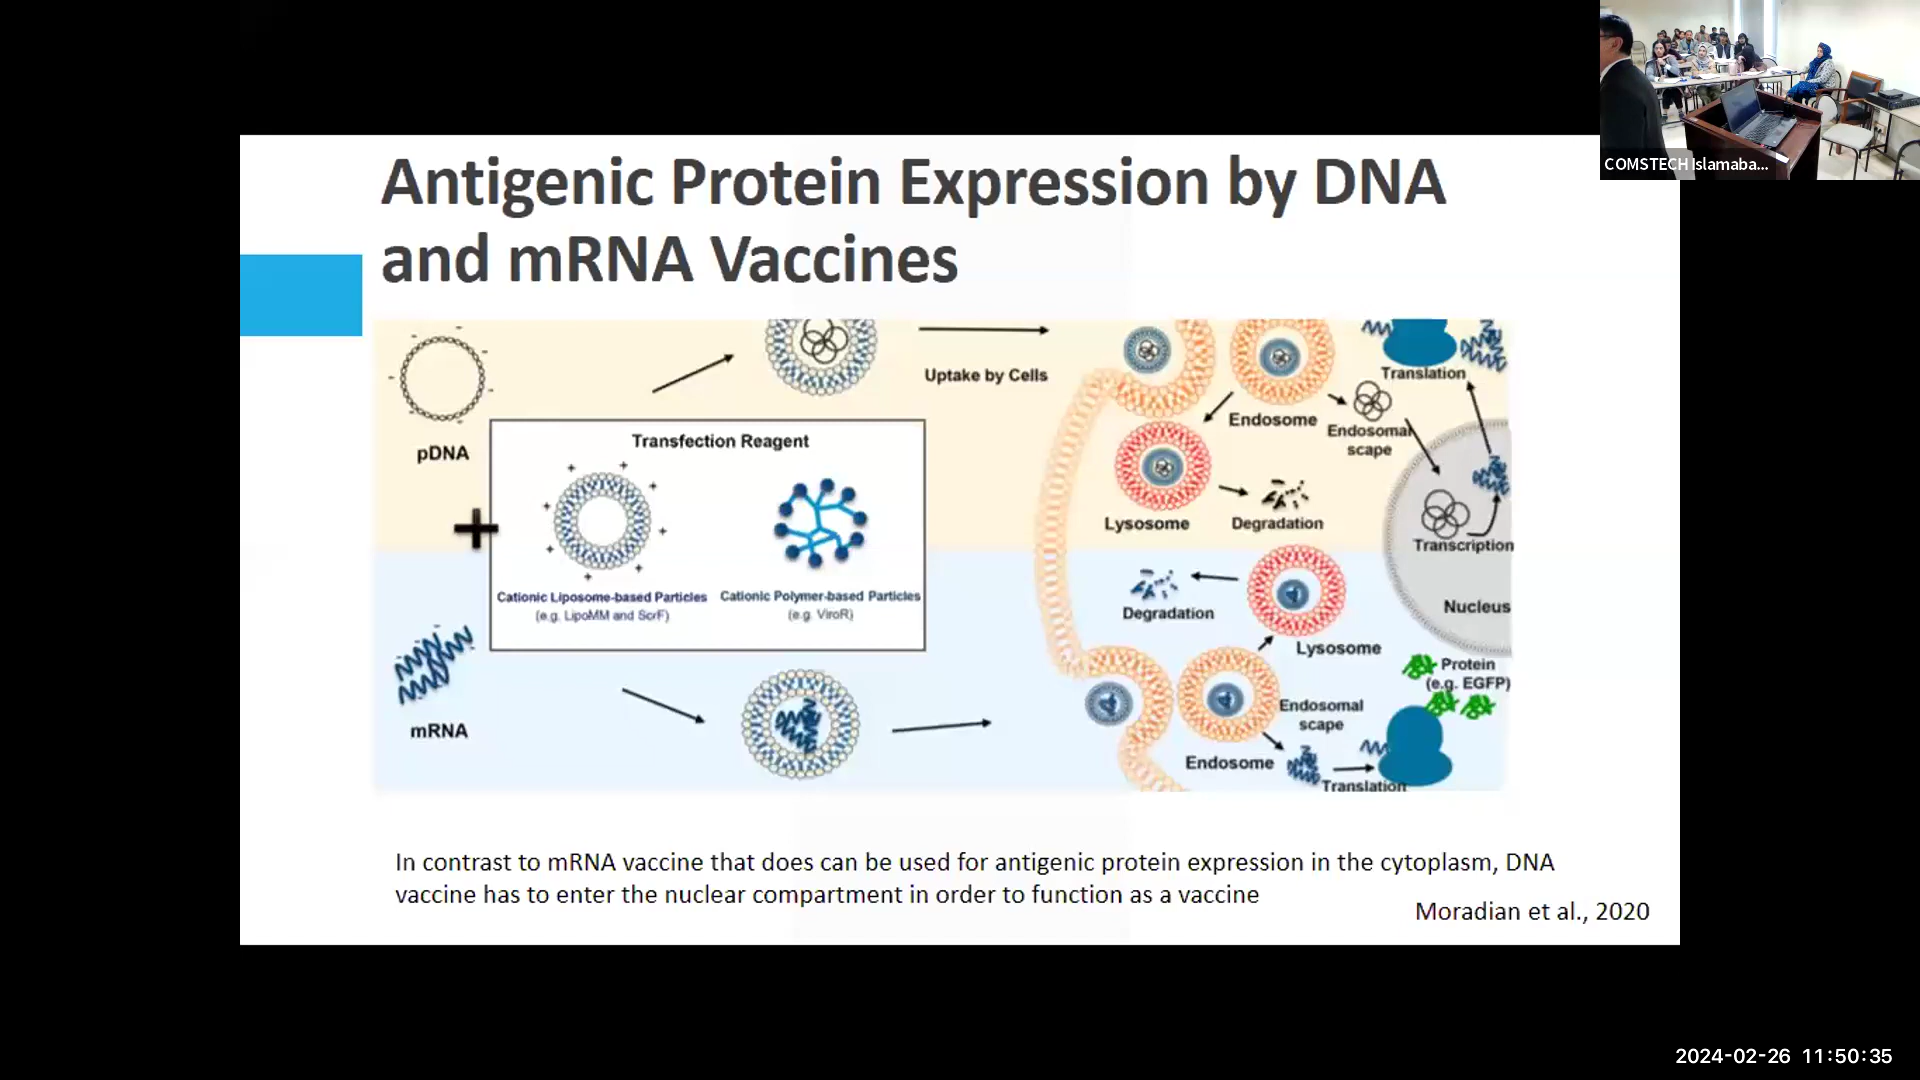 COMSTECH Islamaba...
Antigenic Protein Expression by DNA
and mRNA Vaccines
pDNA
Uptake by Cells
Transfection Reagent
Cationic Liposome-based Particles
(e.g. LipoMM and ScrF)
Cationic Polymer-based Particles
(e.g. ViroR)
mRNA
Translation
Endosome
Endosomal
scape
Lysosome
Degradation
Transcription
Nucleus
Degradation
Lysosome
Protein
(e.g. EGFP)
Endosomal
scape
Endosome
Translation
In contrast to mRNA vaccine that does can be used for antigenic protein expression in the cytoplasm, DNA
vaccine has to enter the nuclear compartment in order to function as a vaccine
Moradian et al., 2020
2024-02-26 11:50:35